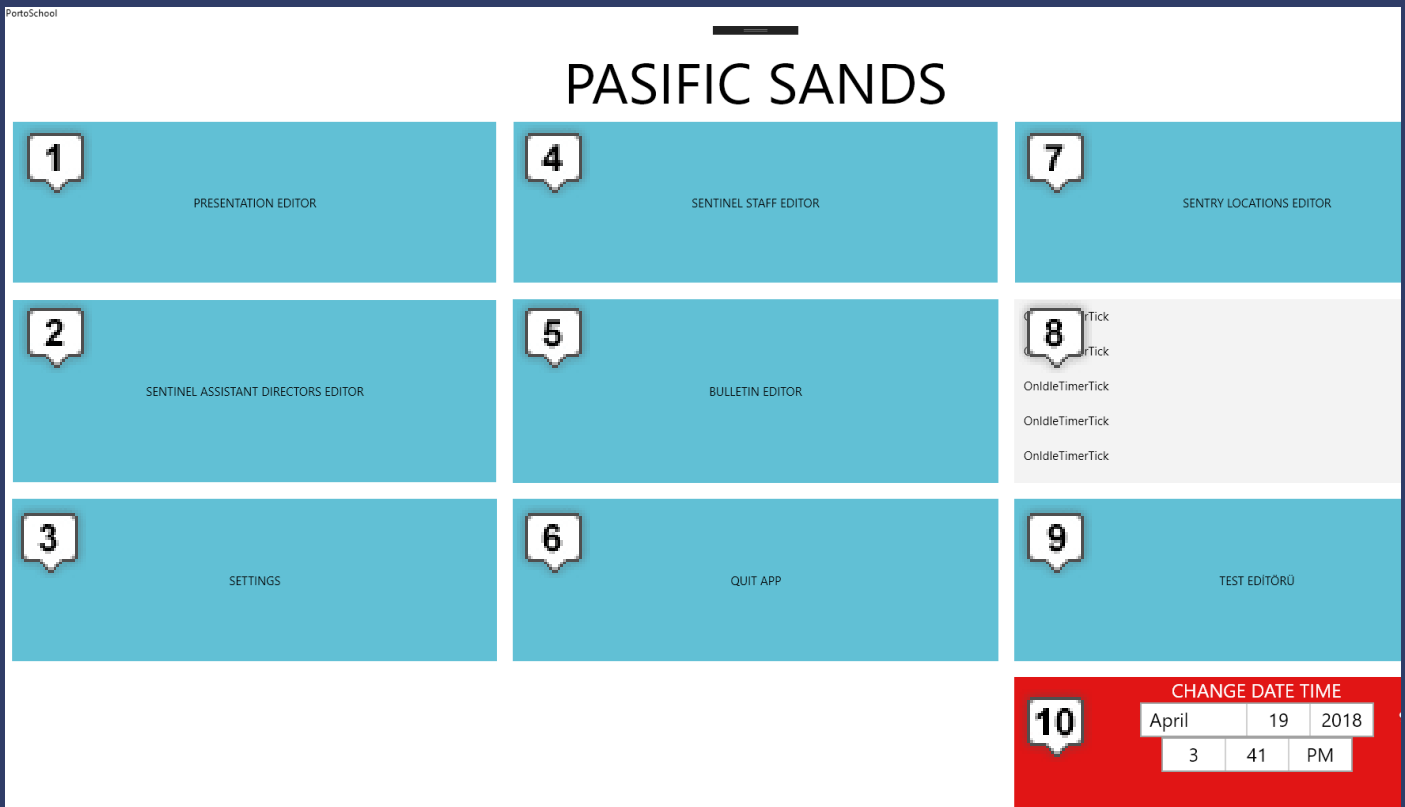 PortoSchool
PASIFIC SANDS
1
PRESENTATION EDITOR
4
SENTINEL STAFF EDITOR
7
SENTRY LOCATIONS EDITOR
2
SENTINEL ASSISTANT DIRECTORS EDITOR
5
BULLETIN EDITOR
8
OnIdleTimerTick
OnIdleTimerTick
OnIdleTimerTick
3
SETTINGS
6
QUIT APP
9
TEST EDİTÖRÜ
10
CHANGE DATE TIME
April 19 2018
3 41 PM